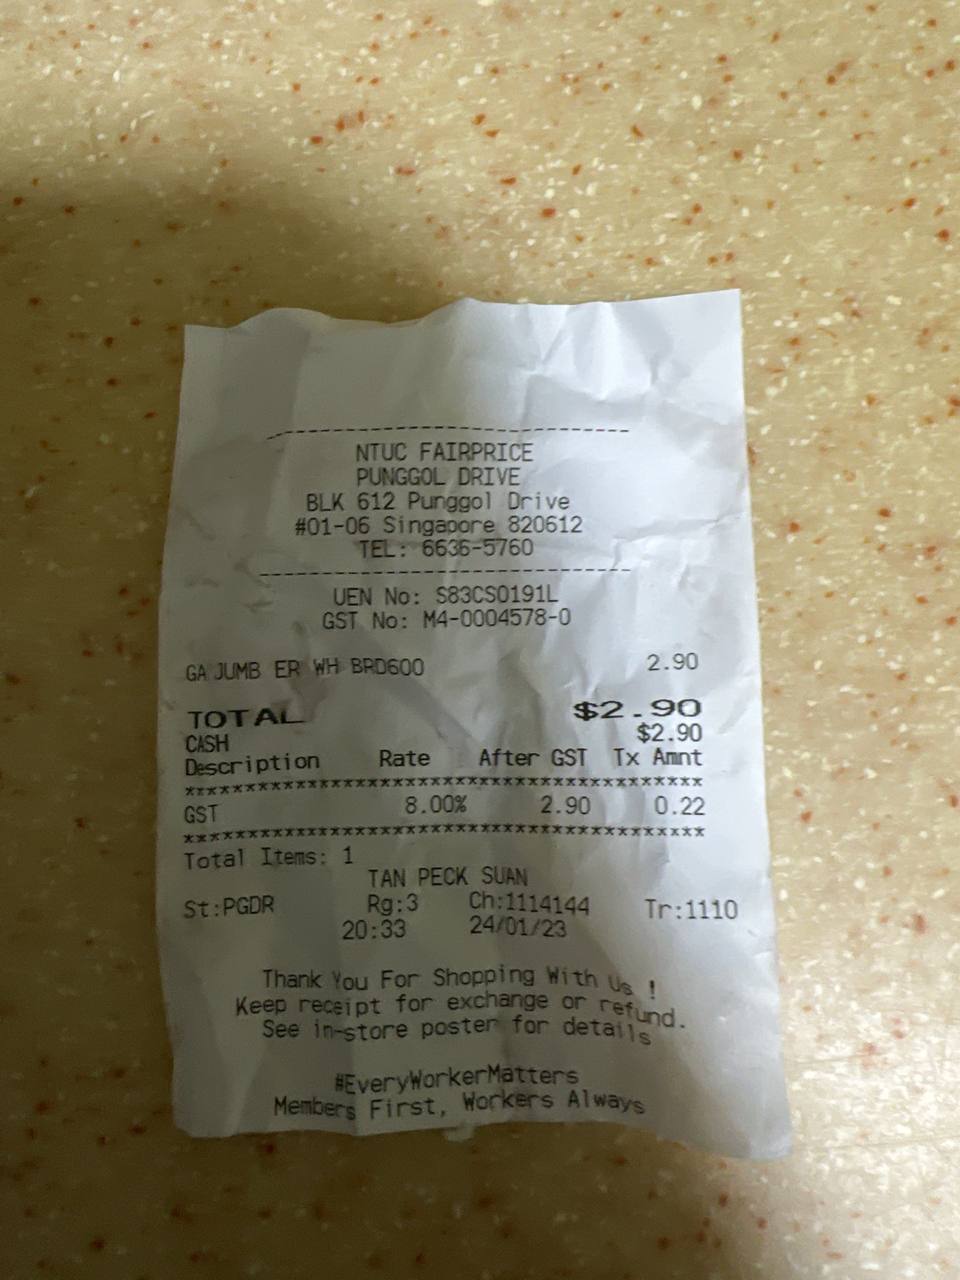 NTUC FAIRPRICE
PUNGGOL DRIVE
BLK 612 Punggol Drive
#01-06 Singapore 820612
TEL: 6636-5760
UEN No: S83CS0191L
GST No: M4-0004578-0
GA JUMB ER WH BRD600 2.90
TOTAL $2.90
CASH $2.90
Description Rate After GST Tx Amnt
********************************************
GST 8.00% 2.90 0.22
********************************************
Total Items: 1
TAN PECK SUAN
St:PGDR Rg:3 Ch:1114144 Tr:1110
20:33 24/01/23
Thank You For Shopping With Us !
Keep receipt for exchange or refund.
See in-store poster for details
#EveryWorkerMatters
Members First, Workers Always